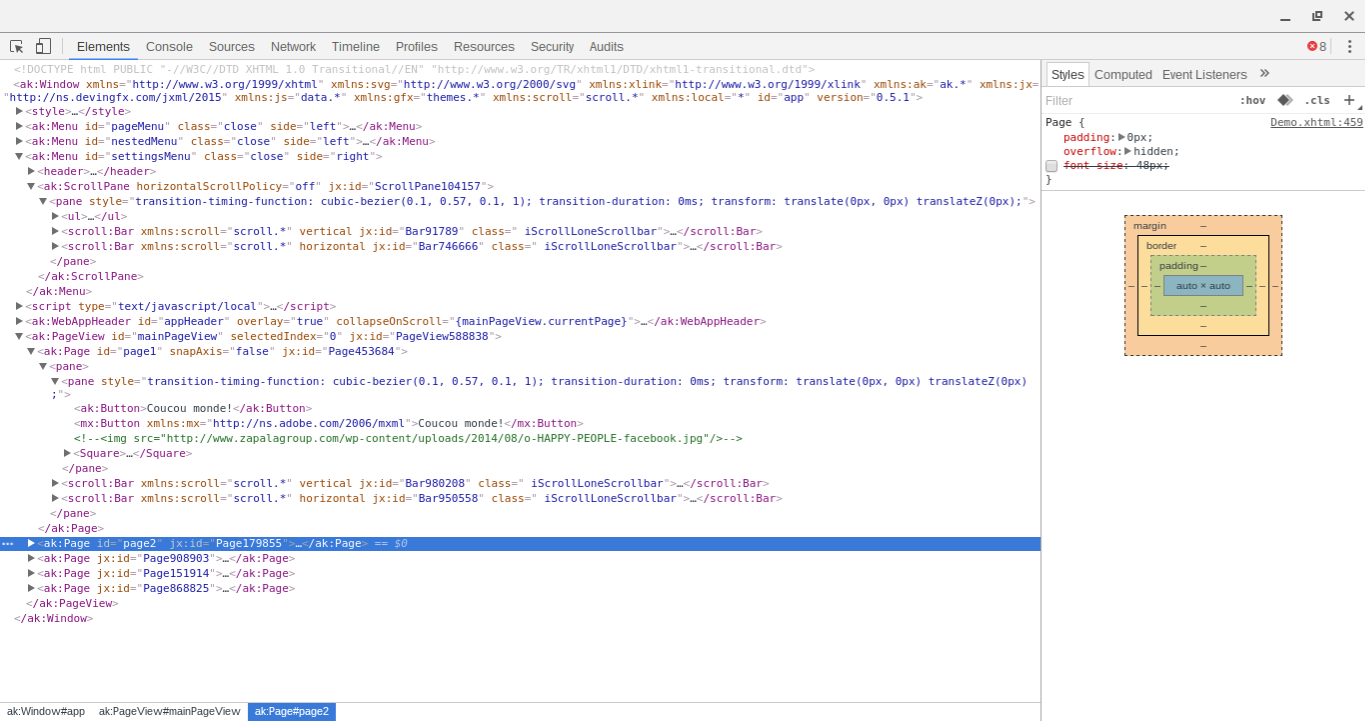 Elements Console Sources Network Timeline Profiles Resources Security Audits 8
<!DOCTYPE html PUBLIC "-//W3C//DTD XHTML 1.0 Transitional//EN" "http://www.w3.org/TR/xhtml1/DTD/xhtml1-transitional.dtd">
<ak:Window xmlns="http://www.w3.org/1999/xhtml" xmlns:svg="http://www.w3.org/2000/svg" xmlns:xlink="http://www.w3.org/1999/xlink" xmlns:ak="ak.*" xmlns:jx=
"http://ns.devingfx.com/jxml/2015" xmlns:js="data.*" xmlns:gfx="themes.*" xmlns:scroll="scroll.*" xmlns:local="*" id="app" version="0.5.1">
▶<style>…</style>
▶<ak:Menu id="pageMenu" class="close" side="left">…</ak:Menu>
▶<ak:Menu id="nestedMenu" class="close" side="left">…</ak:Menu>
▼<ak:Menu id="settingsMenu" class="close" side="right">
▶<header>…</header>
▼<ak:ScrollPane horizontalScrollPolicy="off" jx:id="ScrollPane104157">
▼<pane style="transition-timing-function: cubic-bezier(0.1, 0.57, 0.1, 1); transition-duration: 0ms; transform: translate(0px, 0px) translateZ(0px);">
▶<ul>…</ul>
▶<scroll:Bar xmlns:scroll="scroll.*" vertical jx:id="Bar91789" class=" iScrollLoneScrollbar">…</scroll:Bar>
▶<scroll:Bar xmlns:scroll="scroll.*" horizontal jx:id="Bar746666" class=" iScrollLoneScrollbar">…</scroll:Bar>
</pane>
</ak:ScrollPane>
</ak:Menu>
▶<script type="text/javascript/local">…</script>
▶<ak:WebAppHeader id="appHeader" overlay="true" collapseOnScroll="{mainPageView.currentPage}">…</ak:WebAppHeader>
▼<ak:PageView id="mainPageView" selectedIndex="0" jx:id="PageView588838">
▼<ak:Page id="page1" snapAxis="false" jx:id="Page453684">
▼<pane>
▼<pane style="transition-timing-function: cubic-bezier(0.1, 0.57, 0.1, 1); transition-duration: 0ms; transform: translate(0px, 0px) translateZ(0px)
;">
<ak:Button>Coucou monde!</ak:Button>
<mx:Button xmlns:mx="http://ns.adobe.com/2006/mxml">Coucou monde!</mx:Button>
<!--<img src="http://www.zapalagroup.com/wp-content/uploads/2014/08/o-HAPPY-PEOPLE-facebook.jpg"/>-->
▶<Square>…</Square>
</pane>
▶<scroll:Bar xmlns:scroll="scroll.*" vertical jx:id="Bar980208" class=" iScrollLoneScrollbar">…</scroll:Bar>
▶<scroll:Bar xmlns:scroll="scroll.*" horizontal jx:id="Bar950558" class=" iScrollLoneScrollbar">…</scroll:Bar>
</pane>
</ak:Page>
▶<ak:Page id="page2" jx:id="Page179855">…</ak:Page> == $0
▶<ak:Page jx:id="Page908903">…</ak:Page>
▶<ak:Page jx:id="Page151914">…</ak:Page>
▶<ak:Page jx:id="Page868825">…</ak:Page>
</ak:PageView>
</ak:Window>
ak:Window#app ak:PageView#mainPageView ak:Page#page2
Styles Computed Event Listeners »
Filter :hov .cls +
Page { Demo.xhtml:459
padding:▶0px;
overflow:▶hidden;
font-size: 48px;
}
margin –
border –
padding –
– – – auto × auto – – –
–
–
–